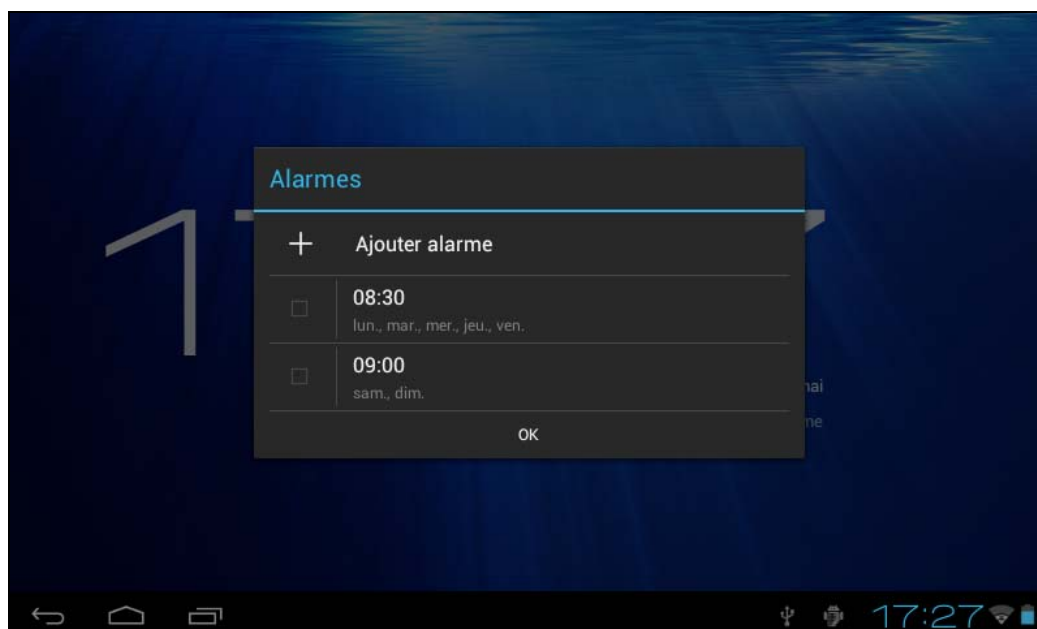 Alarmes
Ajouter alarme
08:30
lun., mar., mer., jeu., ven.
09:00
sam., dim.
OK
17:27